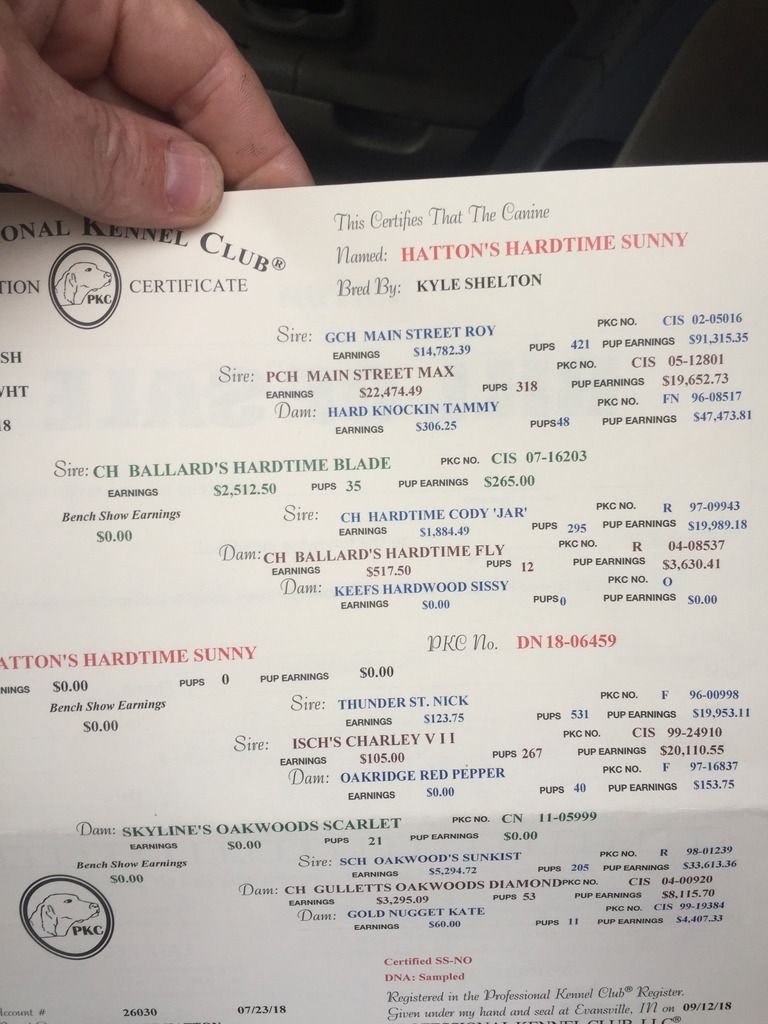 This Certifies That The Canine
ONAL KENNEL CLUB®
Named: HATTON'S HARDTIME SUNNY
TION PKC CERTIFICATE
Bred By: KYLE SHELTON
Sire: GCH MAIN STREET ROY PKC NO. CIS 02-05016
EARNINGS $14,782.39 PUPS 421 PUP EARNINGS $91,315.35
SH
Sire: PCH MAIN STREET MAX PKC NO. CIS 05-12801
EARNINGS $22,474.49 PUPS 318 PUP EARNINGS $19,652.73
WHT
Dam: HARD KNOCKIN TAMMY PKC NO. FN 96-08517
EARNINGS $306.25 PUPS 48 PUP EARNINGS $47,473.81
18
Sire: CH BALLARD'S HARDTIME BLADE PKC NO. CIS 07-16203
EARNINGS $2,512.50 PUPS 35 PUP EARNINGS $265.00
Bench Show Earnings
$0.00
Sire: CH HARDTIME CODY 'JAR' PKC NO. R 97-09943
EARNINGS $1,884.49 PUPS 295 PUP EARNINGS $19,989.18
Dam: CH BALLARD'S HARDTIME FLY PKC NO. R 04-08537
EARNINGS $517.50 PUPS 12 PUP EARNINGS $3,630.41
Dam: KEEFS HARDWOOD SISSY PKC NO. O
EARNINGS $0.00 PUPS 0 PUP EARNINGS $0.00
ATTON'S HARDTIME SUNNY PKC No. DN 18-06459
NINGS $0.00 PUPS 0 PUP EARNINGS $0.00
Bench Show Earnings
$0.00
Sire: THUNDER ST. NICK PKC NO. F 96-00998
EARNINGS $123.75 PUPS 531 PUP EARNINGS $19,953.11
Sire: ISCH'S CHARLEY V I I PKC NO. CIS 99-24910
EARNINGS $105.00 PUPS 267 PUP EARNINGS $20,110.55
Dam: OAKRIDGE RED PEPPER PKC NO. F 97-16837
EARNINGS $0.00 PUPS 40 PUP EARNINGS $153.75
Dam: SKYLINE'S OAKWOODS SCARLET PKC NO. CN 11-05999
EARNINGS $0.00 PUPS 21 PUP EARNINGS $0.00
Bench Show Earnings
$0.00
Sire: SCH OAKWOOD'S SUNKIST PKC NO. R 98-01239
EARNINGS $5,294.72 PUPS 205 PUP EARNINGS $33,613.36
Dam: CH GULLETTS OAKWOODS DIAMOND PKC NO. CIS 04-00920
EARNINGS $3,295.09 PUPS 53 PUP EARNINGS $8,115.70
Dam: GOLD NUGGET KATE PKC NO. CIS 99-19384
EARNINGS $60.00 PUPS 11 PUP EARNINGS $4,407.33
PKC
Certified SS-NO
DNA: Sampled
Registered in the Professional Kennel Club® Register.
Account # 26030 07/23/18
Given under my hand and seal at Evansville, IN on 09/12/18